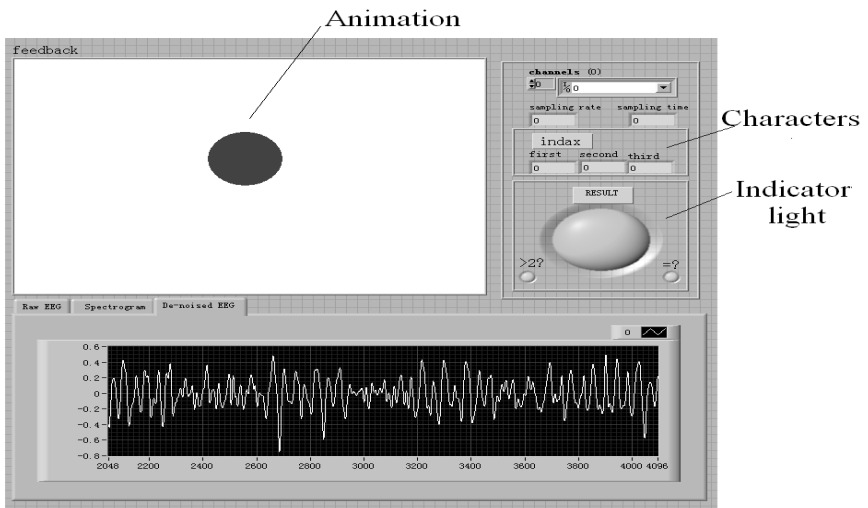 Animation
feedback
channels (0)
0
0
sampling rate sampling time
0 0
Characters
indax
first second third
0 0 0
RESULT
Indicator
light
>2? =?
Raw EEG Spectrogram De-noised EEG
0
0.6
0.4
0.2
0
-0.2
-0.4
-0.6
-0.8
2048 2200 2400 2600 2800 3000 3200 3400 3600 3800 4000 4096